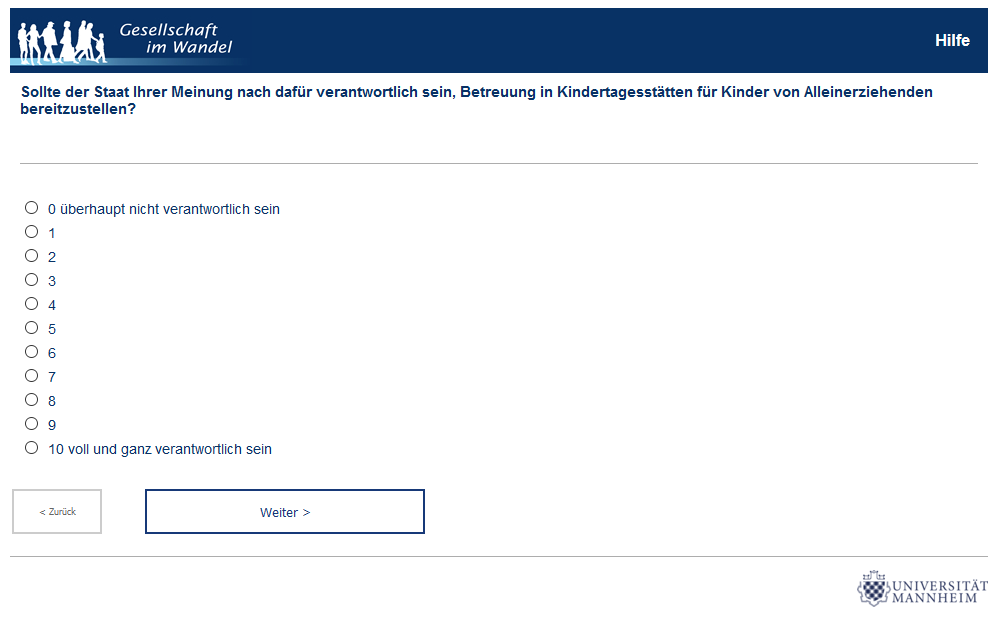 Gesellschaft
im Wandel
Hilfe
Sollte der Staat Ihrer Meinung nach dafür verantwortlich sein, Betreuung in Kindertagesstätten für Kinder von Alleinerziehenden
bereitzustellen?
0 überhaupt nicht verantwortlich sein
1
2
3
4
5
6
7
8
9
10 voll und ganz verantwortlich sein
< Zurück
Weiter >
UNIVERSITÄT
MANNHEIM